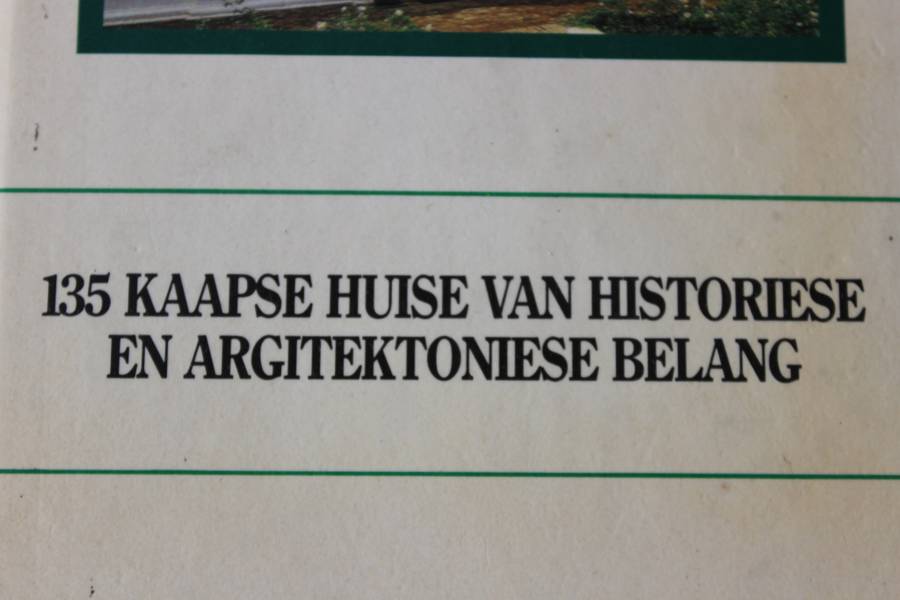 135 KAAPSE HUISE VAN HISTORIESE
EN ARGITEKTONIESE BELANG